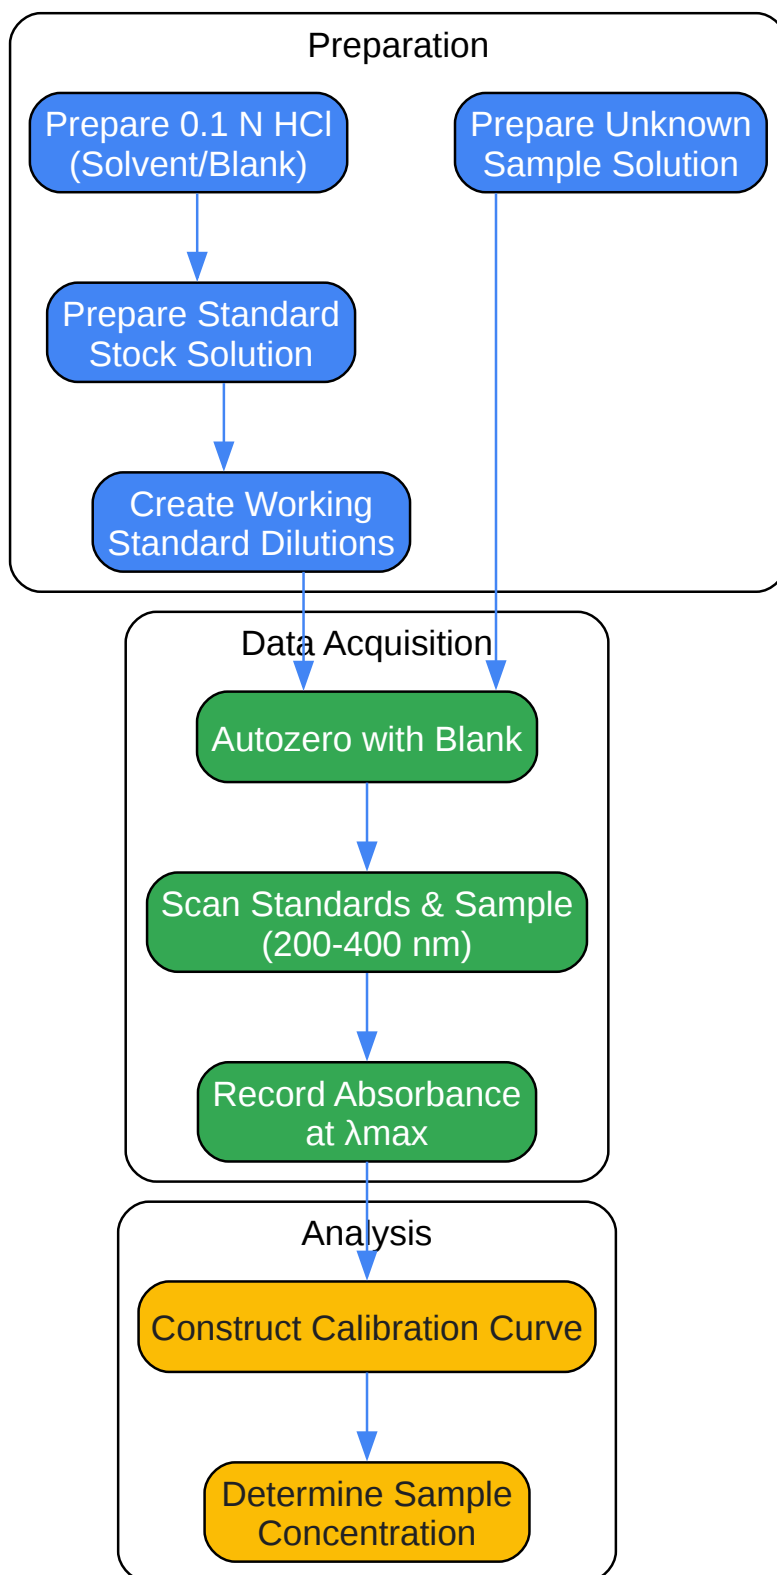 Preparation
Prepare 0.1 N HCl
(Solvent/Blank)
Prepare Unknown
Sample Solution
Prepare Standard
Stock Solution
Create Working
Standard Dilutions
Data Acquisition
Autozero with Blank
Scan Standards & Sample
(200-400 nm)
Record Absorbance
at λmax
Analysis
Construct Calibration Curve
Determine Sample
Concentration